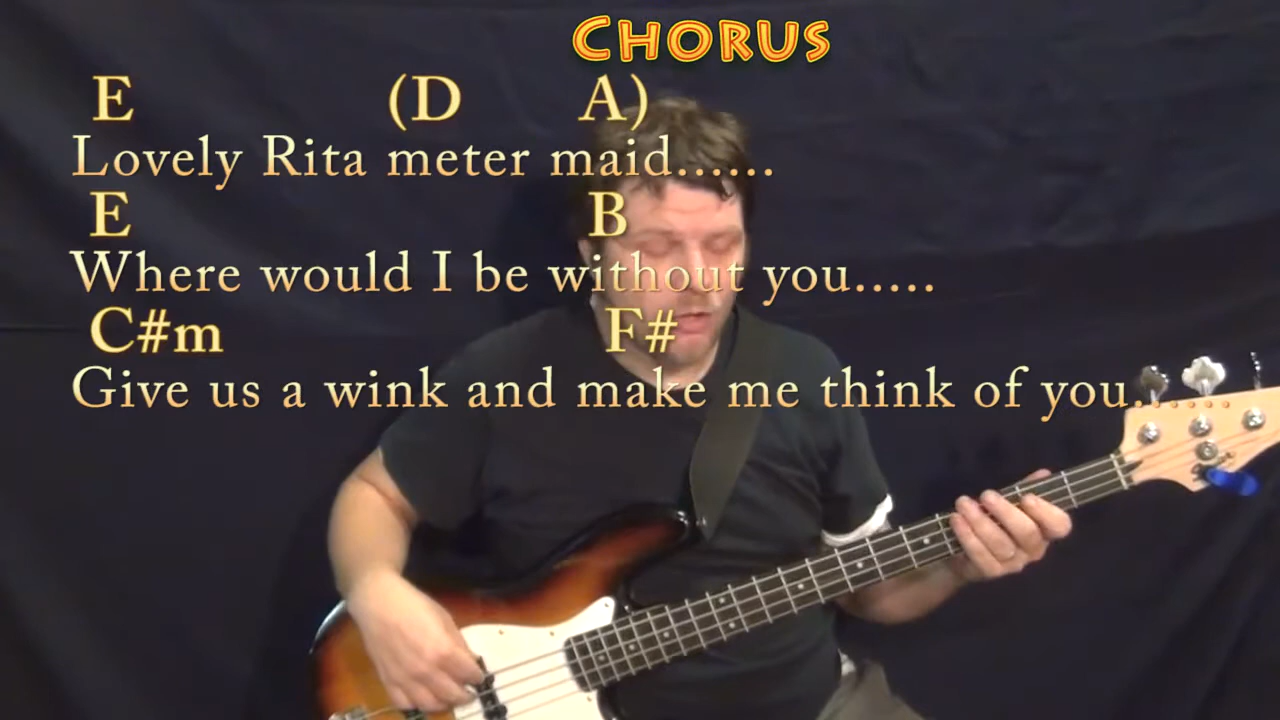 CHORUS
E (D A)
Lovely Rita meter maid......
E B
Where would I be without you.....
C#m F#
Give us a wink and make me think of you......